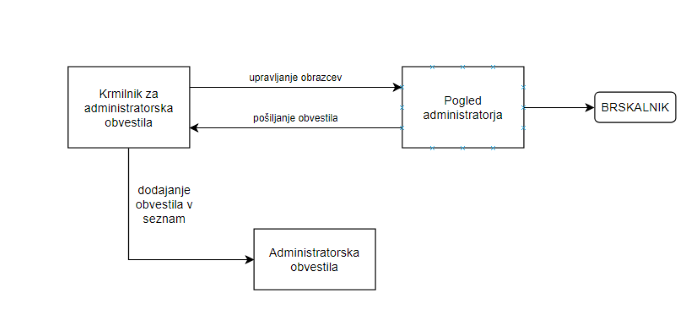 Krmilnik za
administratorska
obvestila
upravljanje obrazcev
pošiljanje obvestila
Pogled
administratorja
BRSKALNIK
dodajanje
obvestila v
seznam
Administratorska
obvestila